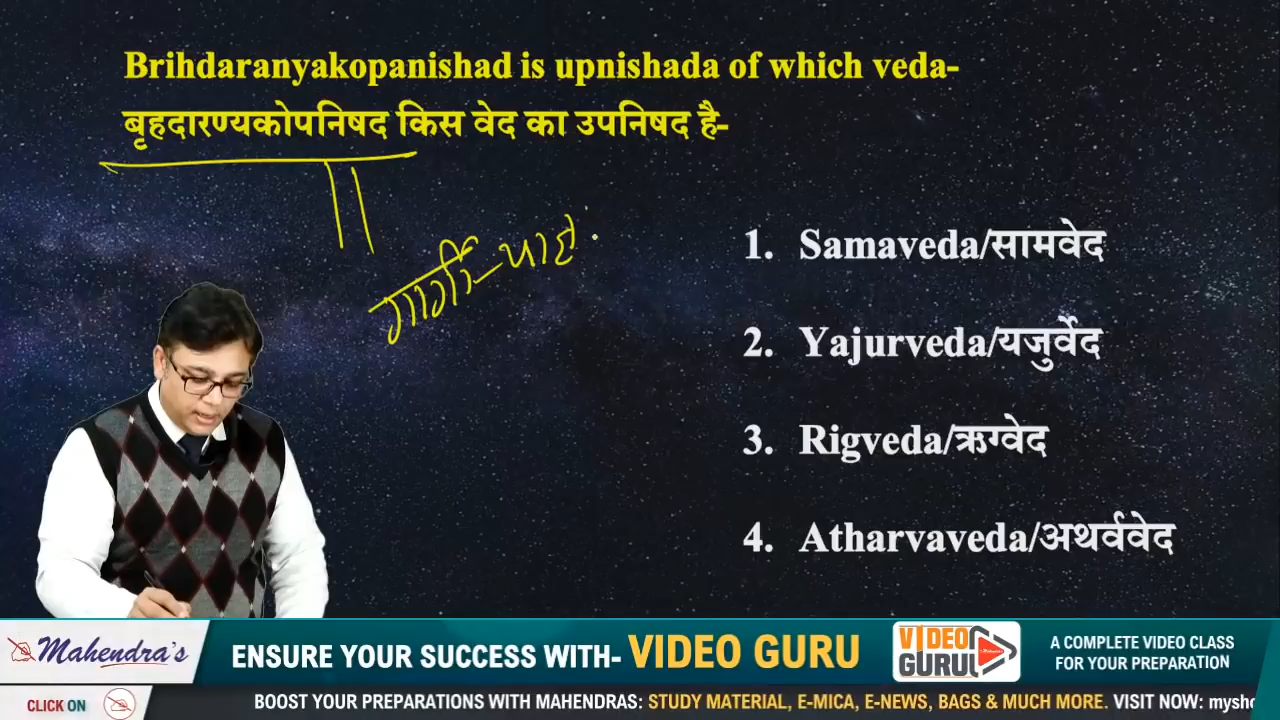 Brihdaranyakopanishad is upnishada of which veda-
बृहदारण्यकोपनिषद किस वेद का उपनिषद है-
गार्गी-याज्ञ
1. Samaveda/सामवेद
2. Yajurveda/यजुर्वेद
3. Rigveda/ऋग्वेद
4. Atharvaveda/अथर्ववेद
Mahendra's
ENSURE YOUR SUCCESS WITH- VIDEO GURU
VIDEO
GURU
A COMPLETE VIDEO CLASS
FOR YOUR PREPARATION
CLICK ON
BOOST YOUR PREPARATIONS WITH MAHENDRAS: STUDY MATERIAL, E-MICA, E-NEWS, BAGS & MUCH MORE. VISIT NOW: mysho